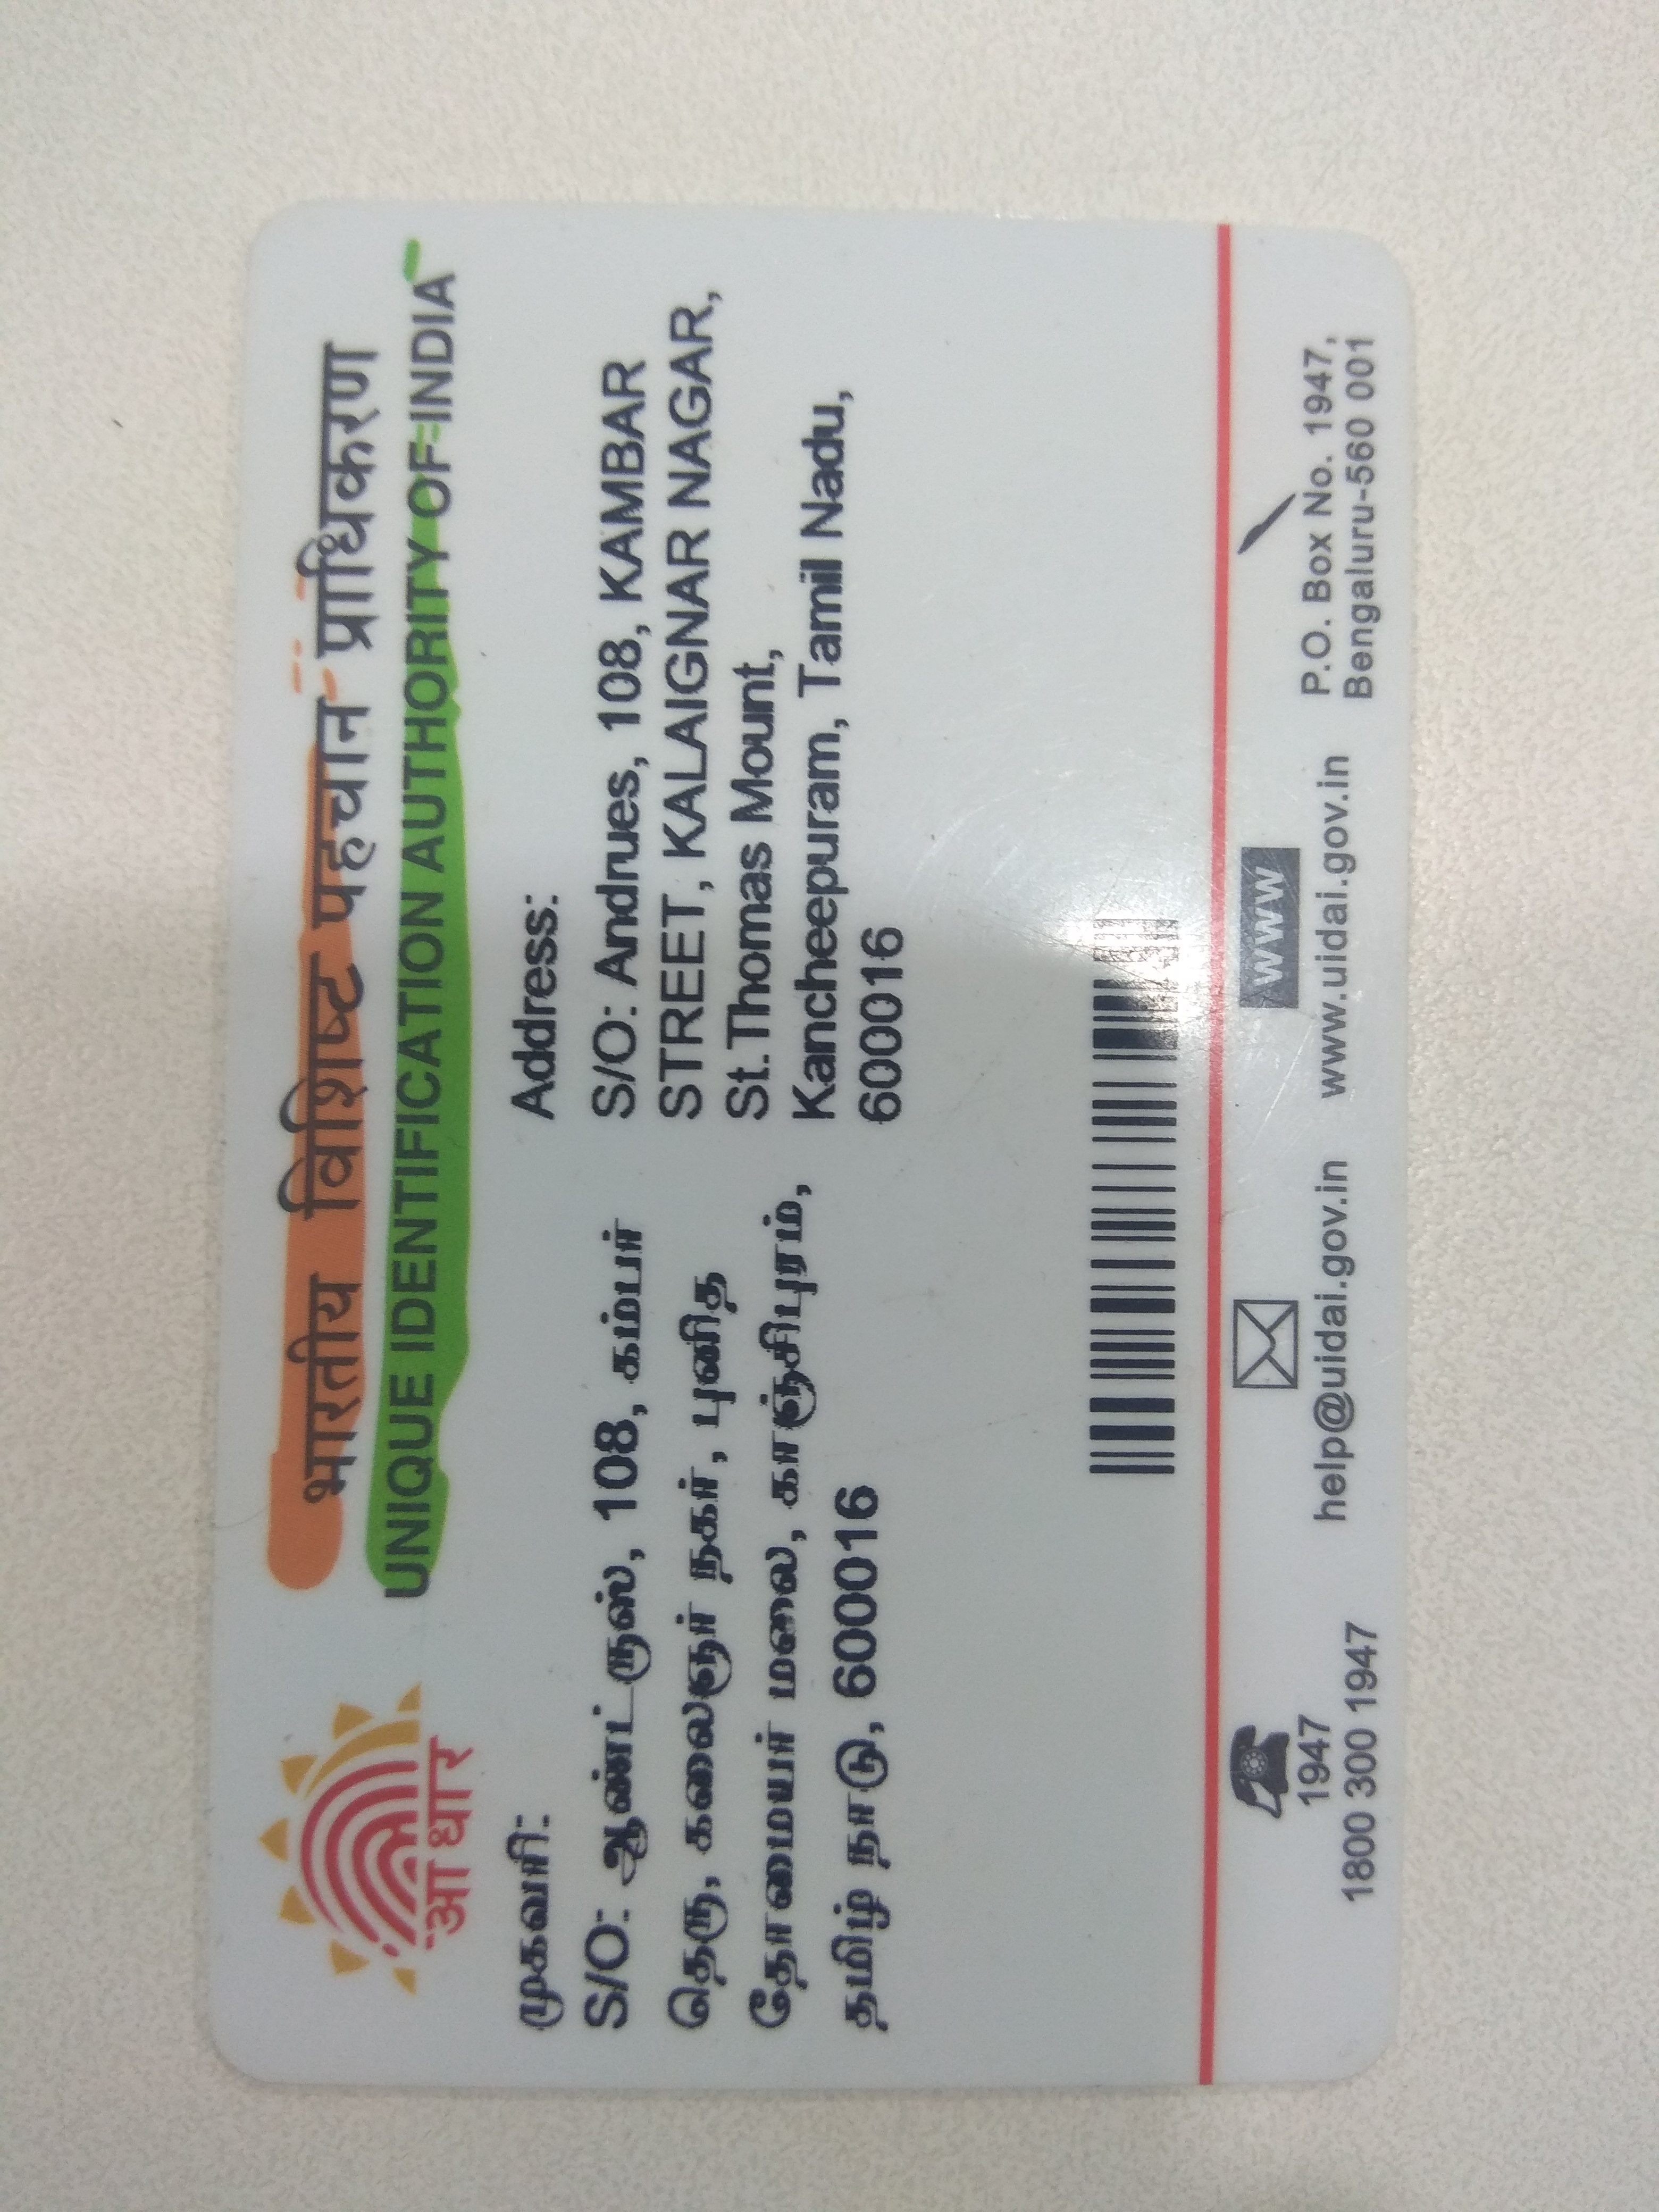 भारतीय विशिष्ट पहचान प्राधिकरण
UNIQUE IDENTIFICATION AUTHORITY OF INDIA
आधार
முகவரி:
S/O: ஆண்ட்ருஸ், 108, கம்பர்
தெரு, கலைஞர் நகர், புனித
தோமையர் மலை, காஞ்சிபுரம்,
தமிழ் நாடு, 600016
Address:
S/O: Andrues, 108, KAMBAR
STREET, KALAIGNAR NAGAR,
St.Thomas Mount,
Kancheepuram, Tamil Nadu,
600016
1947
1800 300 1947
help@uidai.gov.in
www
www.uidai.gov.in
P.O. Box No. 1947,
Bengaluru-560 001